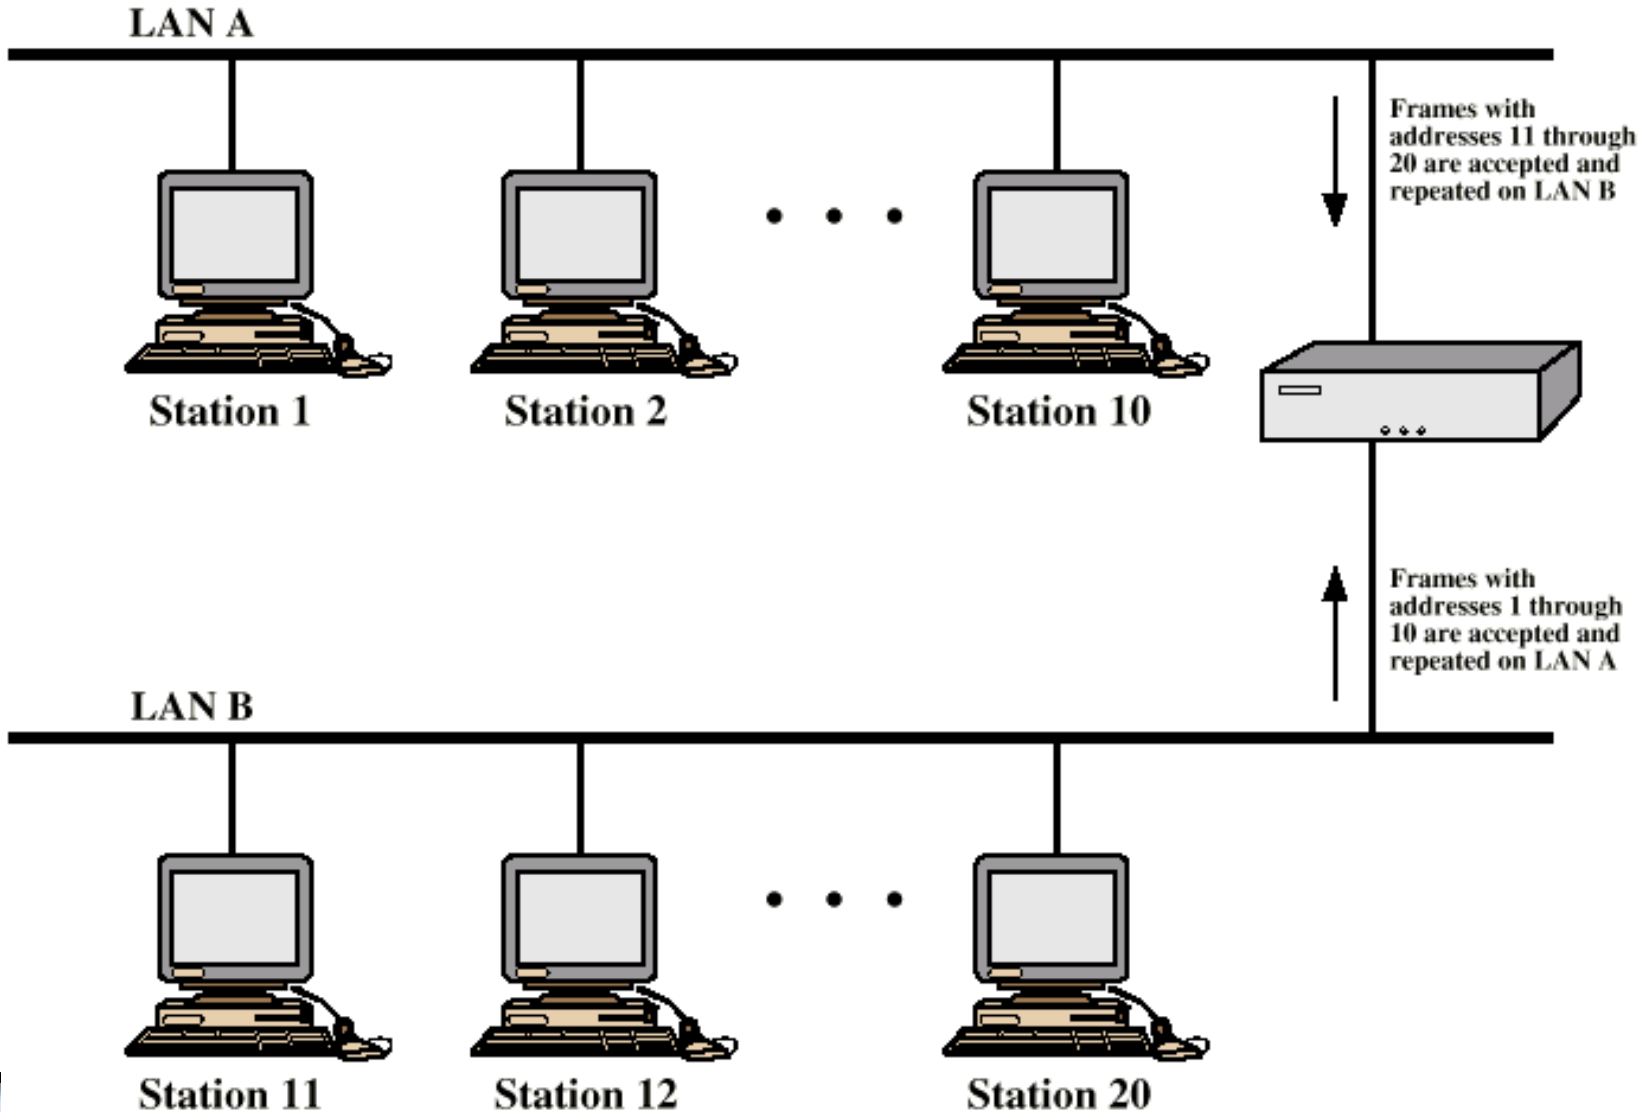 LAN A
Frames with
addresses 11 through
20 are accepted and
repeated on LAN B
Station 1
Station 2
Station 10
Frames with
addresses 1 through
10 are accepted and
repeated on LAN A
LAN B
Station 11
Station 12
Station 20